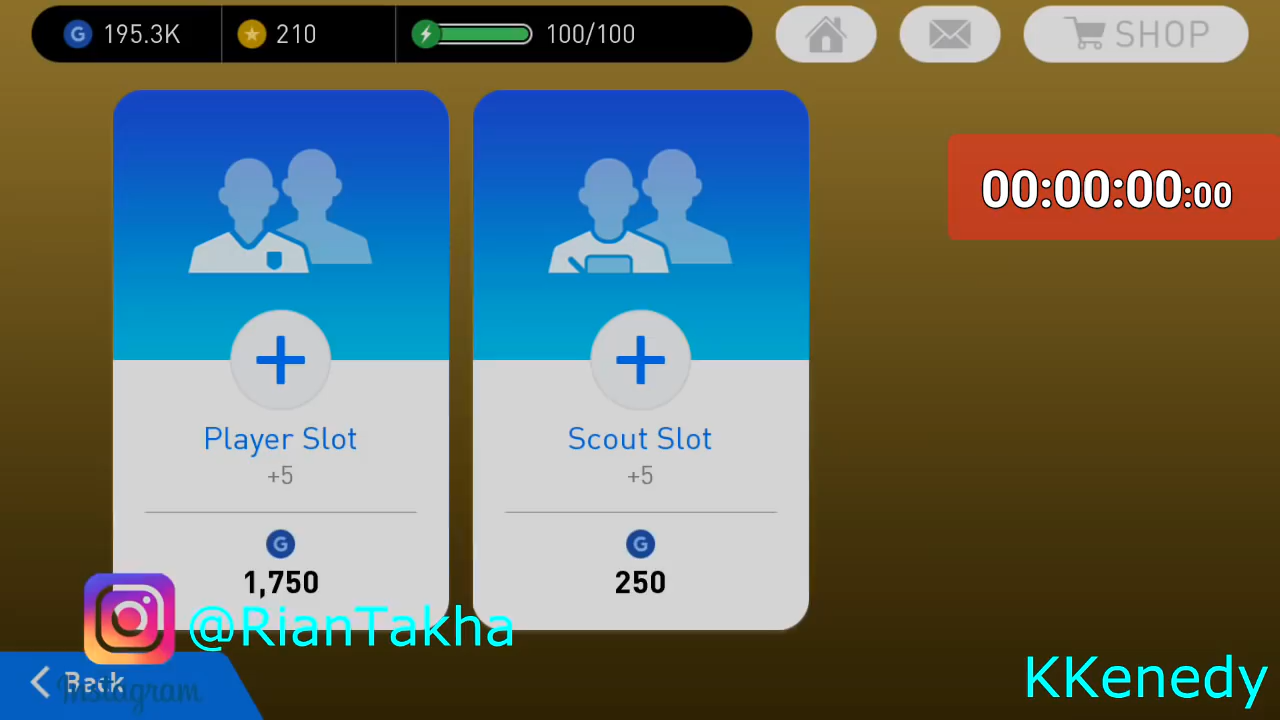 G 195.3K
210
100/100
SHOP
00:00:00:00
Player Slot
+5
G
1,750
Scout Slot
+5
G
250
@RianTakha
Back
Instagram
KKenedy